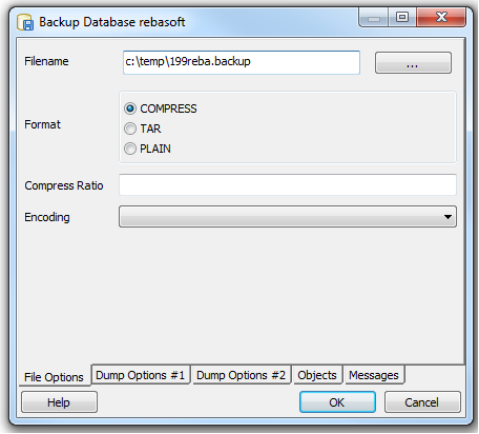 Backup Database rebasoft
Filename
c:\temp\199reba.backup
...
Format
COMPRESS
TAR
PLAIN
Compress Ratio
Encoding
File Options
Dump Options #1
Dump Options #2
Objects
Messages
Help
OK
Cancel